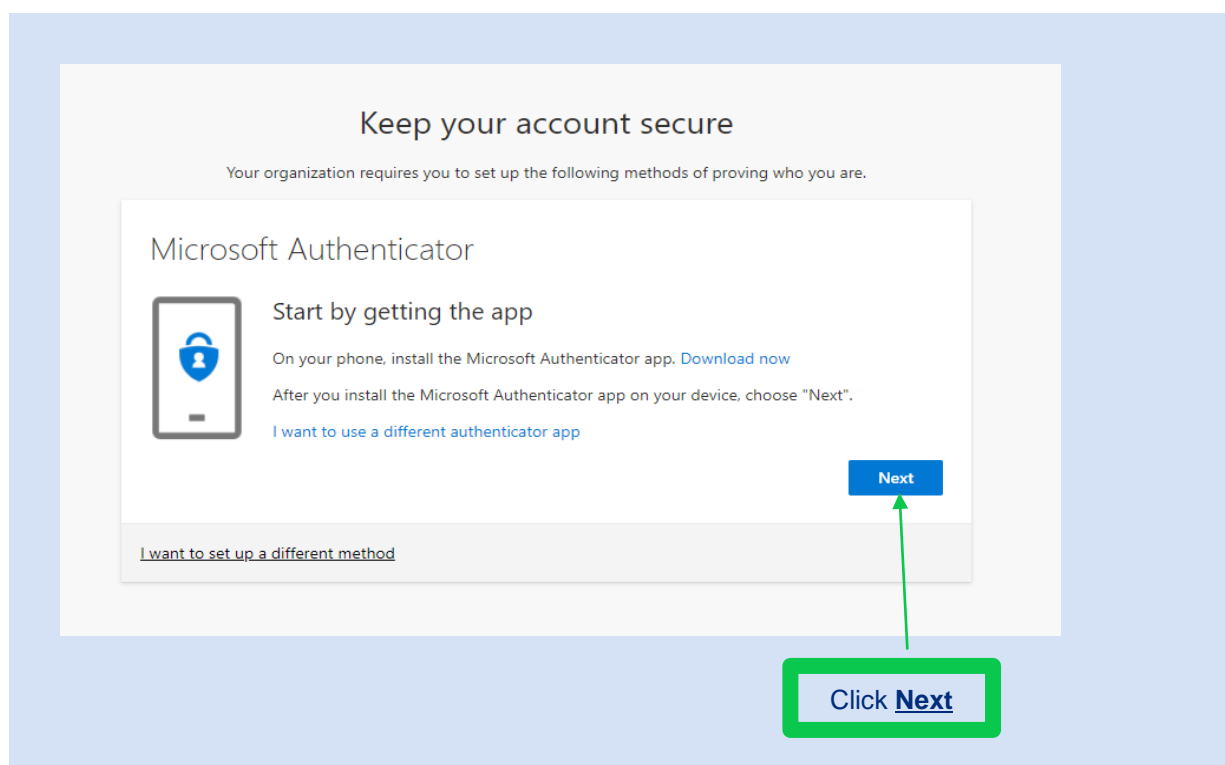 Keep your account secure
Your organization requires you to set up the following methods of proving who you are.
Microsoft Authenticator
Start by getting the app
On your phone, install the Microsoft Authenticator app. Download now
After you install the Microsoft Authenticator app on your device, choose "Next".
I want to use a different authenticator app
Next
I want to set up a different method
Click Next